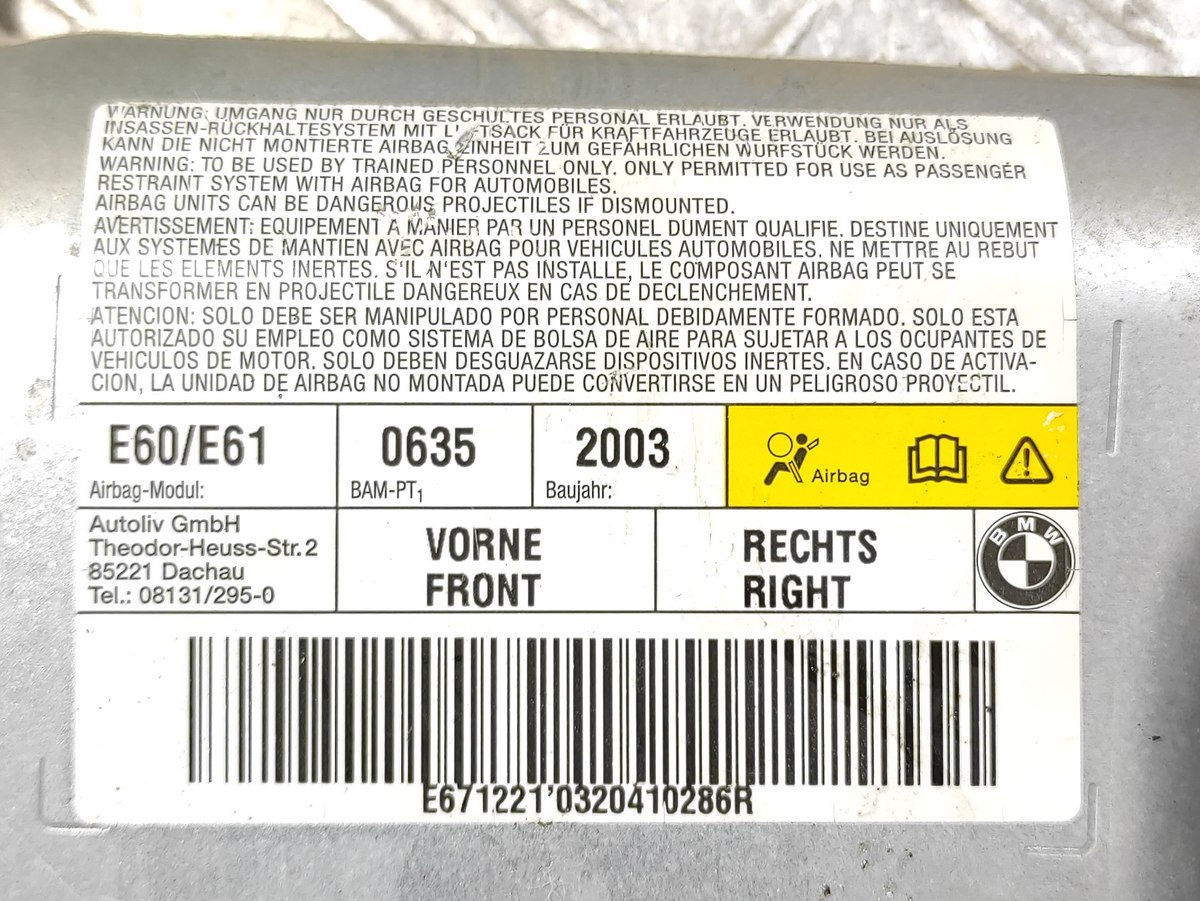 WARNUNG: UMGANG NUR DURCH GESCHULTES PERSONAL ERLAUBT. VERWENDUNG NUR ALS
INSASSEN-RÜCKHALTESYSTEM MIT LUFTSACK FÜR KRAFTFAHRZEUGE ERLAUBT. BEI AUSLÖSUNG
KANN DIE NICHT MONTIERTE AIRBAG EINHEIT ZUM GEFÄHRLICHEN WURFSTÜCK WERDEN.
WARNING: TO BE USED BY TRAINED PERSONNEL ONLY. ONLY PERMITTED FOR USE AS PASSENGER
RESTRAINT SYSTEM WITH AIRBAG FOR AUTOMOBILES.
AIRBAG UNITS CAN BE DANGEROUS PROJECTILES IF DISMOUNTED.
AVERTISSEMENT: EQUIPEMENT A MANIER PAR UN PERSONEL DUMENT QUALIFIE. DESTINE UNIQUEMENT
AUX SYSTEMES DE MANTIEN AVEC AIRBAG POUR VEHICULES AUTOMOBILES. NE METTRE AU REBUT
QUE LES ELEMENTS INERTES. S'IL N'EST PAS INSTALLE, LE COMPOSANT AIRBAG PEUT SE
TRANSFORMER EN PROJECTILE DANGEREUX EN CAS DE DECLENCHEMENT.
ATENCION: SOLO DEBE SER MANIPULADO POR PERSONAL DEBIDAMENTE FORMADO. SOLO ESTA
AUTORIZADO SU EMPLEO COMO SISTEMA DE BOLSA DE AIRE PARA SUJETAR A LOS OCUPANTES DE
VEHICULOS DE MOTOR. SOLO DEBEN DESGUAZARSE DISPOSITIVOS INERTES. EN CASO DE ACTIVA-
CION, LA UNIDAD DE AIRBAG NO MONTADA PUEDE CONVERTIRSE EN UN PELIGROSO PROYECTIL.
E60/E61
Airbag-Modul:
0635
BAM-PT1
2003
Baujahr:
Airbag
Autoliv GmbH
Theodor-Heuss-Str. 2
85221 Dachau
Tel.: 08131/295-0
VORNE
FRONT
RECHTS
RIGHT
BMW
E671221'0320410286R